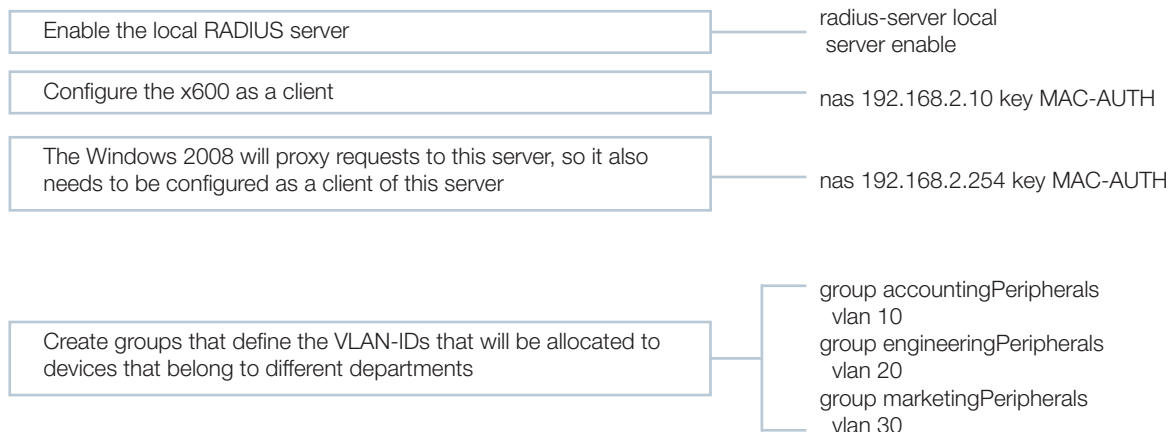 Enable the local RADIUS server
radius-server local
server enable
Configure the x600 as a client
nas 192.168.2.10 key MAC-AUTH
The Windows 2008 will proxy requests to this server, so it also
needs to be configured as a client of this server
nas 192.168.2.254 key MAC-AUTH
Create groups that define the VLAN-IDs that will be allocated to
devices that belong to different departments
group accountingPeripherals
vlan 10
group engineeringPeripherals
vlan 20
group marketingPeripherals
vlan 30